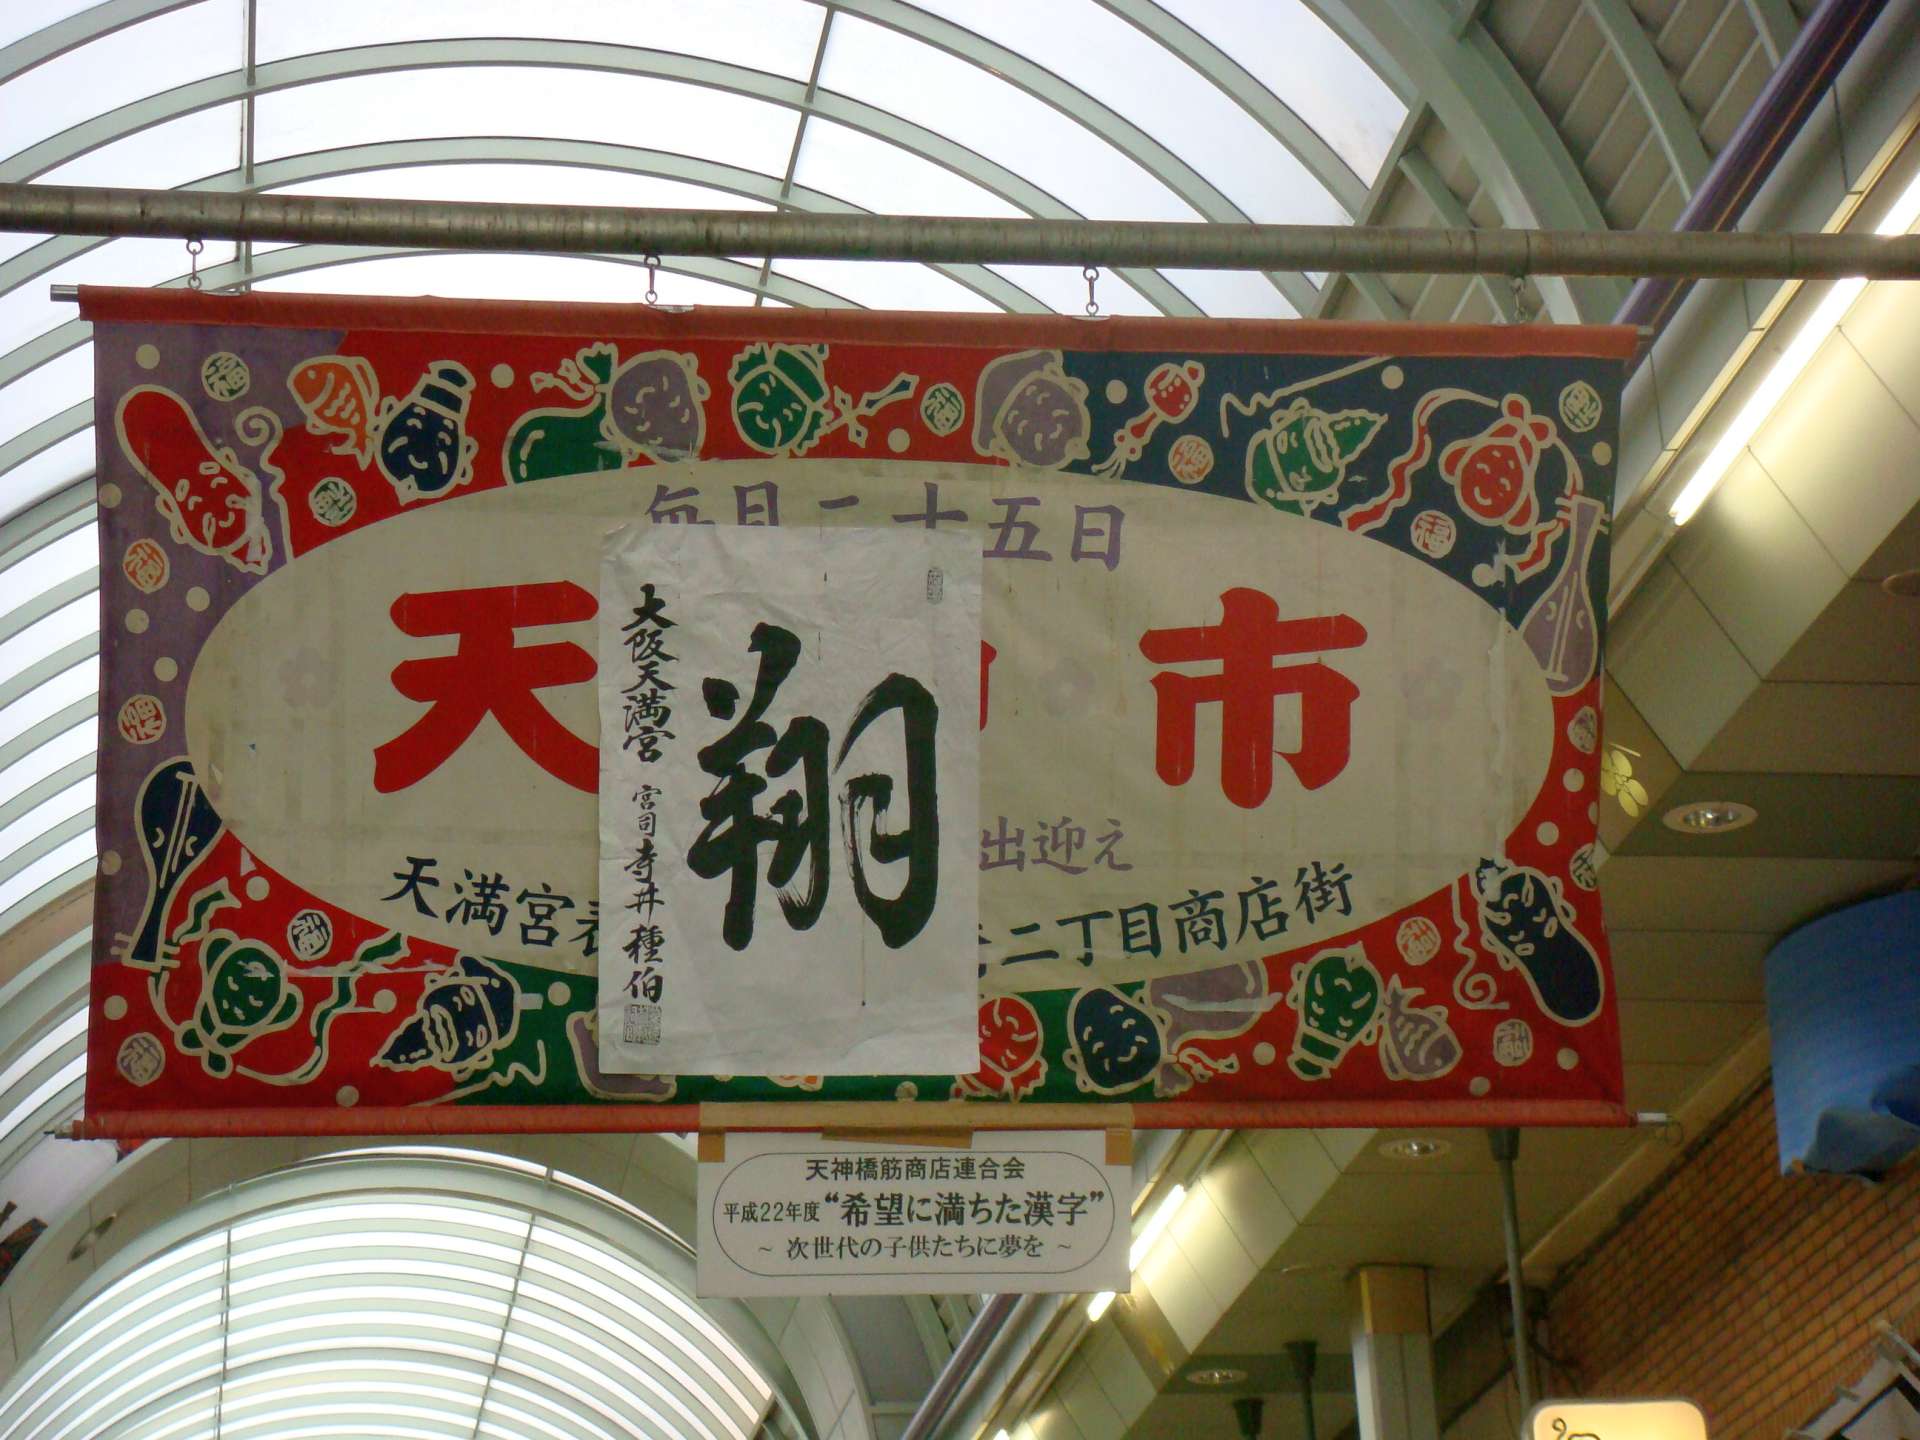 毎月二十五日
天
市
出迎え
天満宮表
二丁目商店街
翔
大阪天満宮 宮司 寺井種伯
天神橋筋商店連合会
平成22年度“希望に満ちた漢字”
～ 次世代の子供たちに夢を ～